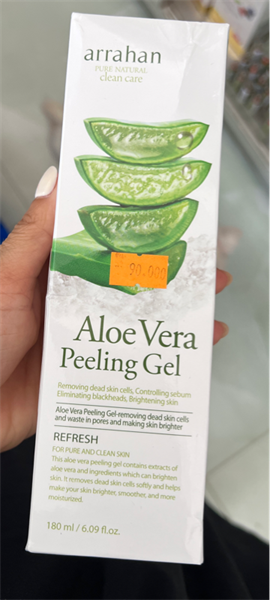 arrahan
PURE NATURAL
clean care
90.000
Aloe Vera
Peeling Gel
Removing dead skin cells, Controlling sebum
Eliminating blackheads, Brightening skin
Aloe Vera Peeling Gel-removing dead skin cells
and waste in pores and making skin brighter
REFRESH
FOR PURE AND CLEAN SKIN
This aloe vera peeling gel contains extracts of
aloe vera and ingredients which can brighten
skin. It removes dead skin cells softly and helps
make your skin brighter, smoother, and more
moisturized.
180 ml / 6.09 fl.oz.